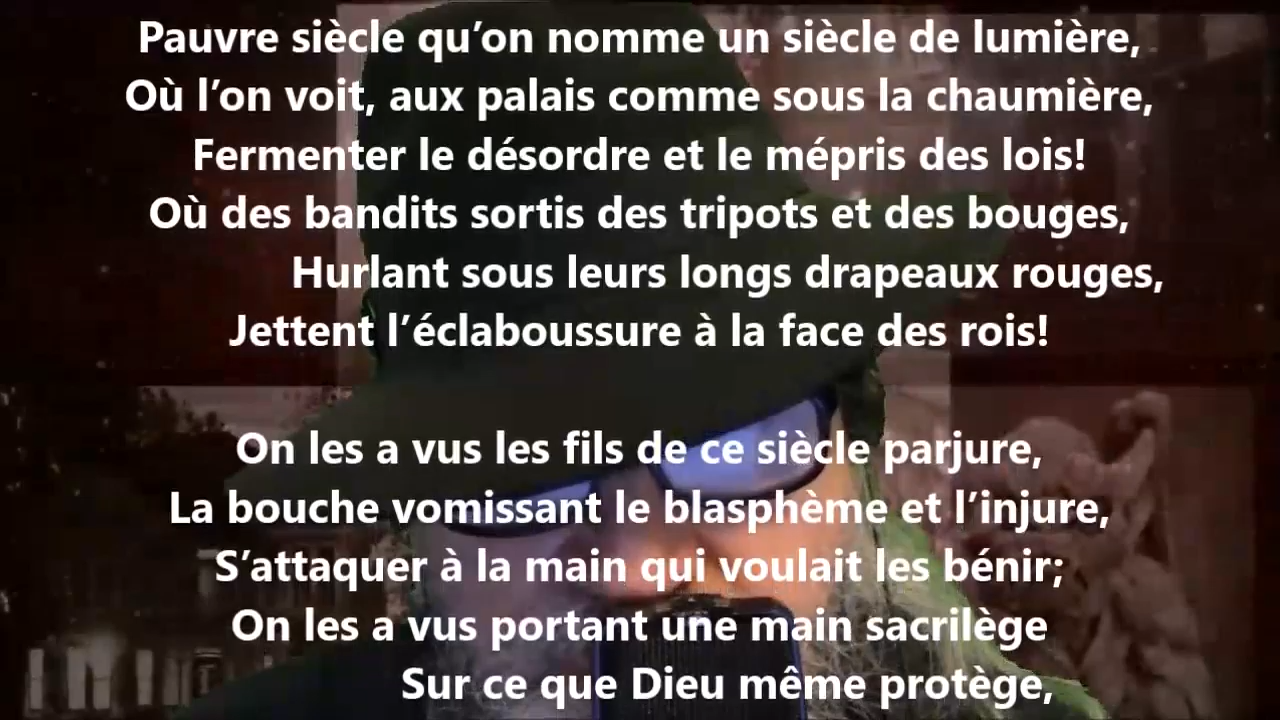 Pauvre siècle qu’on nomme un siècle de lumière,
Où l’on voit, aux palais comme sous la chaumière,
Fermenter le désordre et le mépris des lois!
Où des bandits sortis des tripots et des bouges,
Hurlant sous leurs longs drapeaux rouges,
Jettent l’éclaboussure à la face des rois!
On les a vus les fils de ce siècle parjure,
La bouche vomissant le blasphème et l’injure,
S’attaquer à la main qui voulait les bénir;
On les a vus portant une main sacrilège
Sur ce que Dieu même protège,